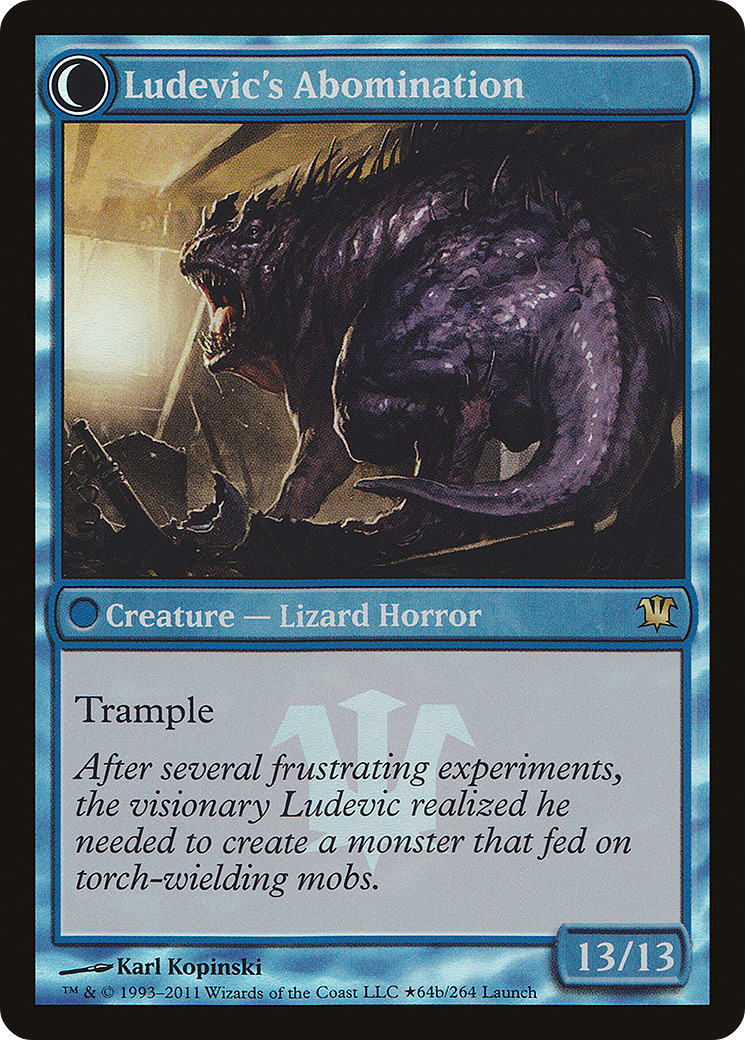 Ludevic's Abomination
Creature — Lizard Horror
Trample
After several frustrating experiments,
the visionary Ludevic realized he
needed to create a monster that fed on
torch-wielding mobs.
13/13
Karl Kopinski
™ & © 1993–2011 Wizards of the Coast LLC ★64b/264 Launch